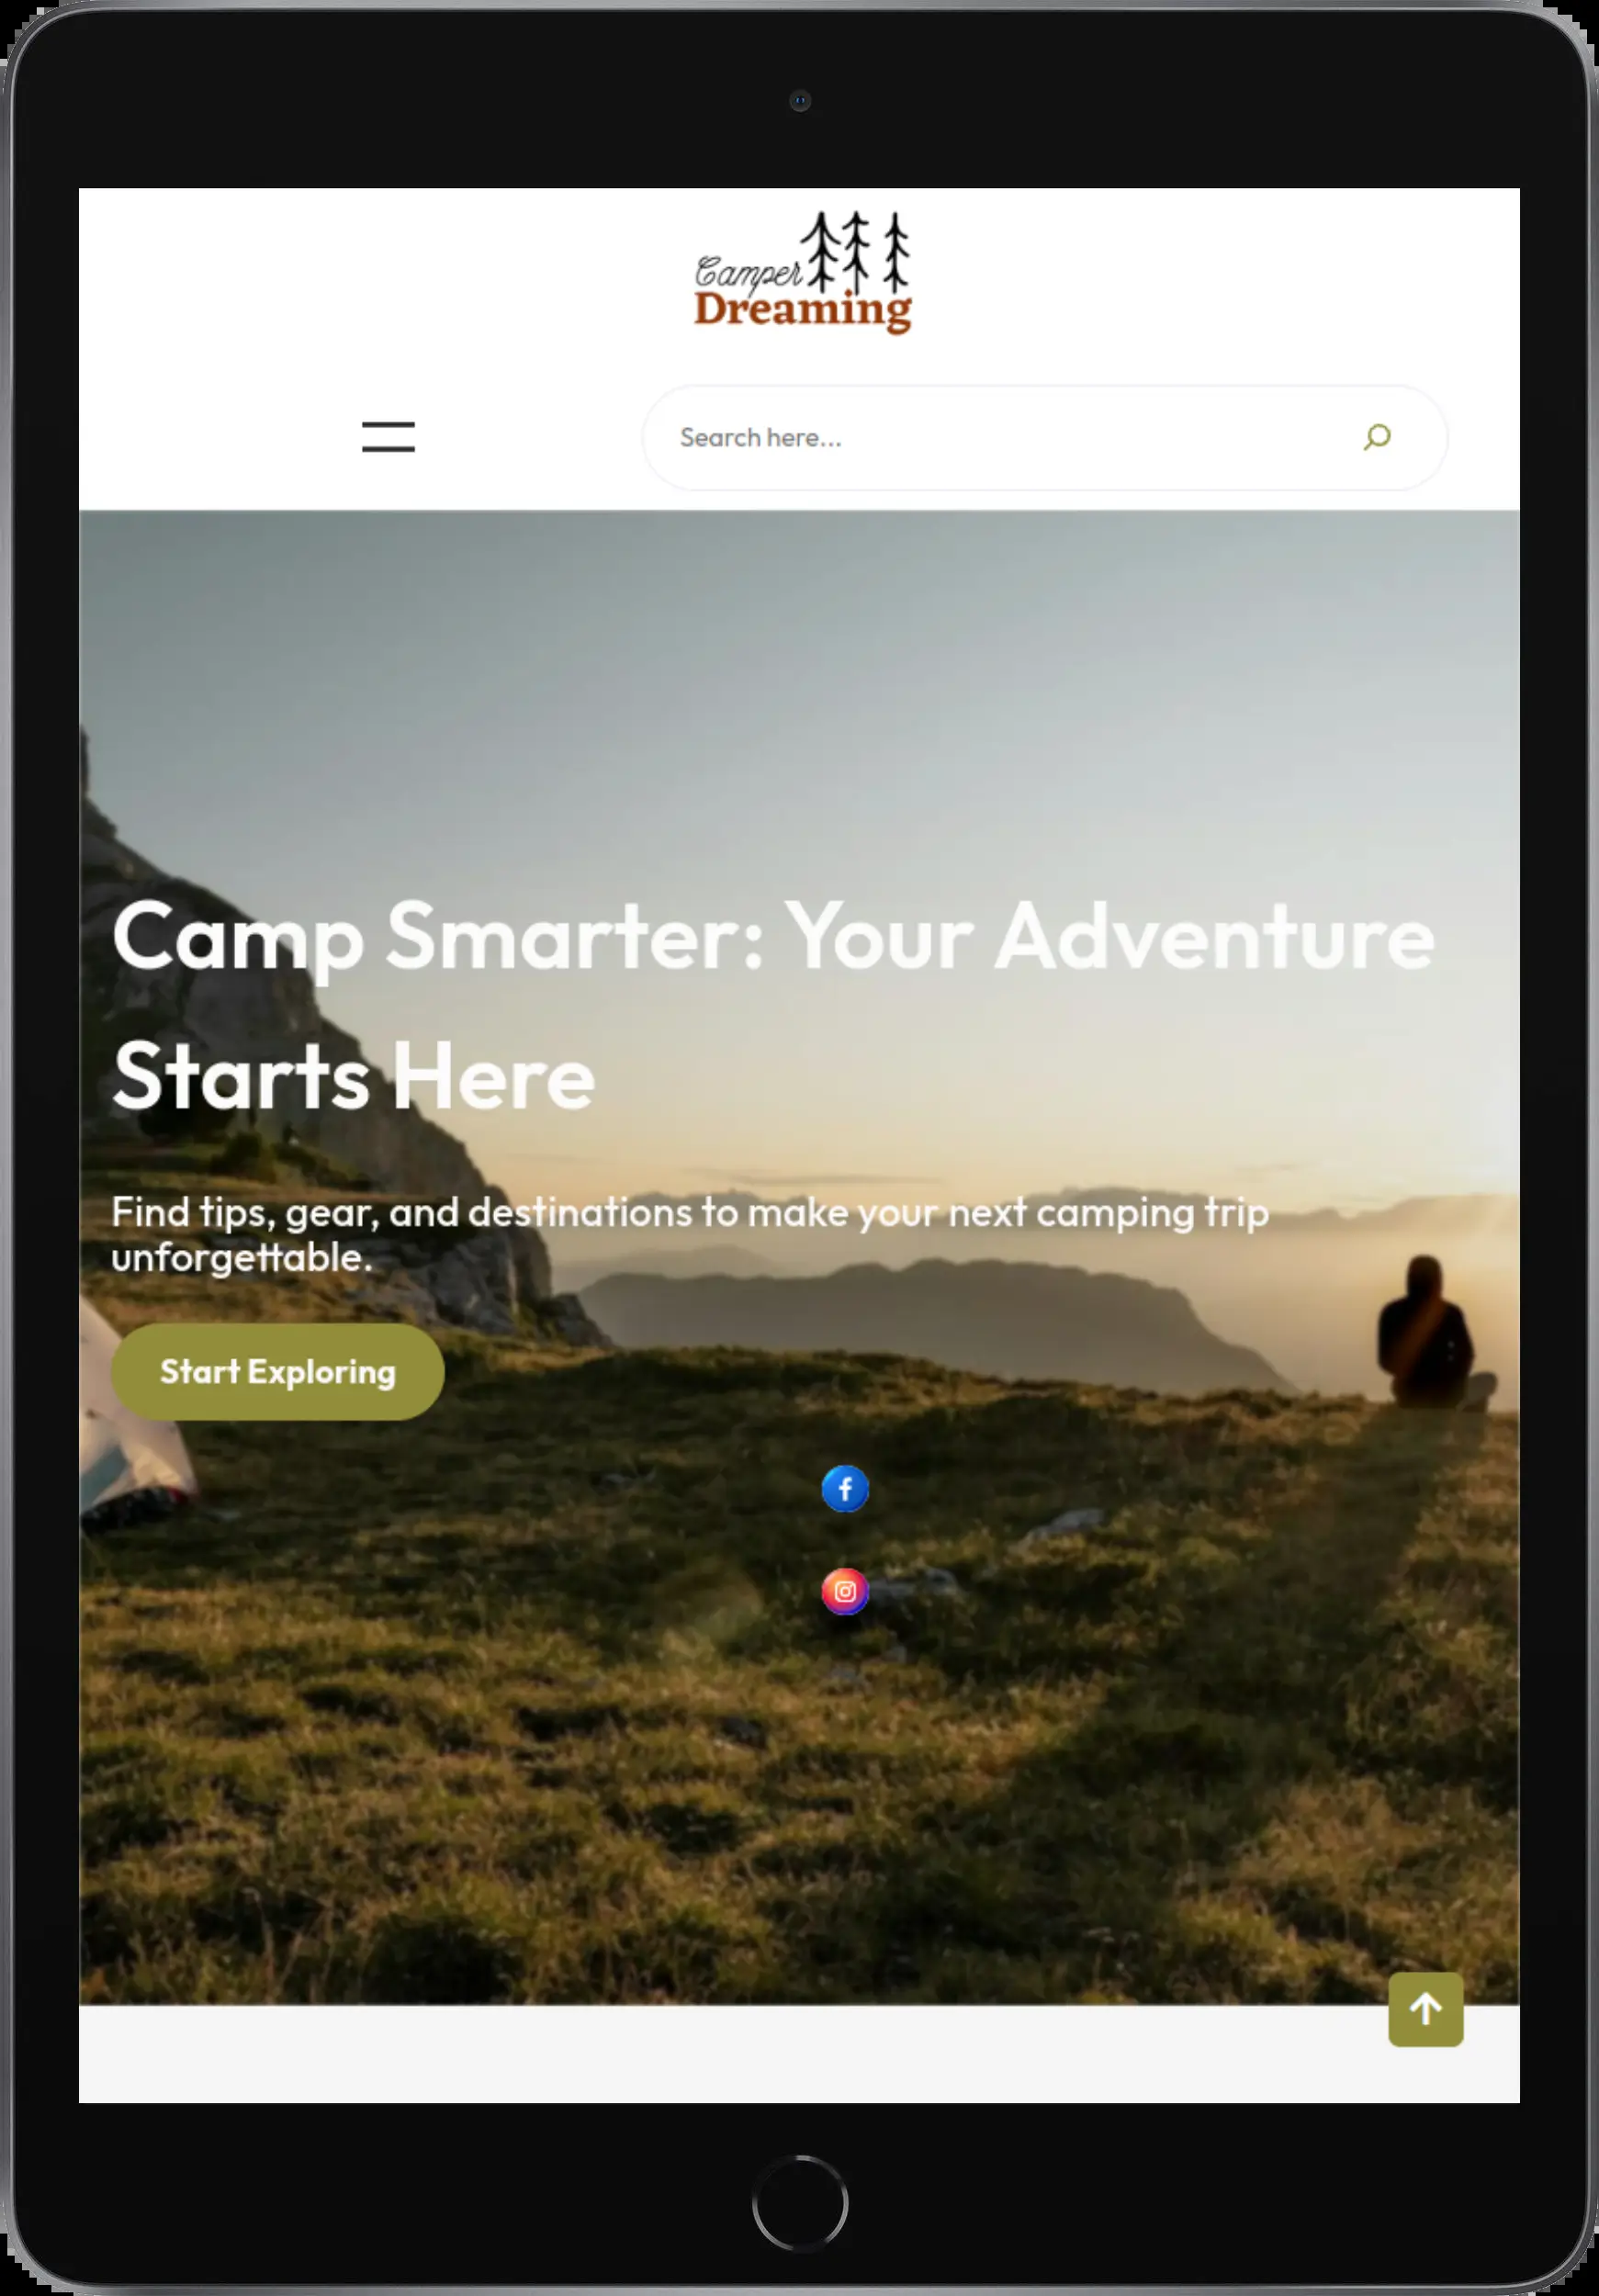 Camper
Dreaming
Search here...
Camp Smarter: Your Adventure
Starts Here
Find tips, gear, and destinations to make your next camping trip
unforgettable.
Start Exploring